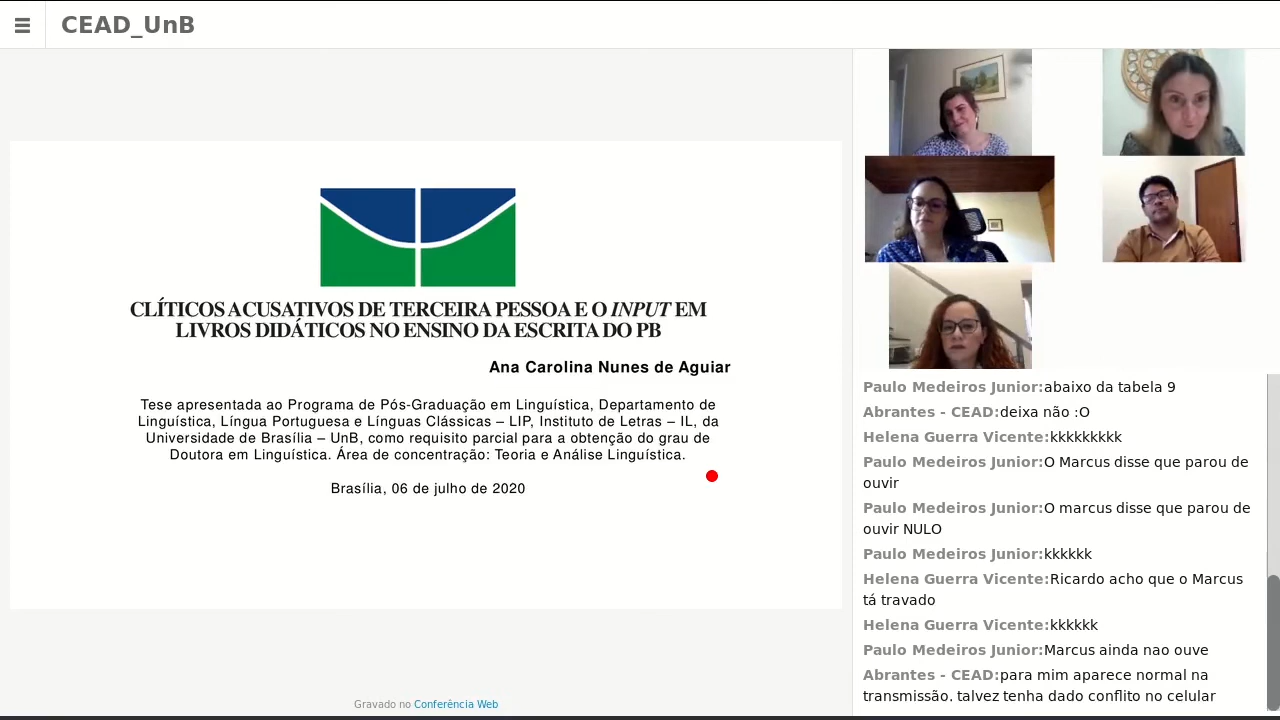 CEAD_UnB
CLÍTICOS ACUSATIVOS DE TERCEIRA PESSOA E O INPUT EM
LIVROS DIDÁTICOS NO ENSINO DA ESCRITA DO PB
Ana Carolina Nunes de Aguiar
Tese apresentada ao Programa de Pós-Graduação em Linguística, Departamento de
Linguística, Língua Portuguesa e Línguas Clássicas – LIP, Instituto de Letras – IL, da
Universidade de Brasília – UnB, como requisito parcial para a obtenção do grau de
Doutora em Linguística. Área de concentração: Teoria e Análise Linguística.
Brasília, 06 de julho de 2020
Gravado no Conferência Web
Paulo Medeiros Junior:abaixo da tabela 9
Abrantes - CEAD:deixa não :O
Helena Guerra Vicente:kkkkkkkkk
Paulo Medeiros Junior:O Marcus disse que parou de
ouvir
Paulo Medeiros Junior:O marcus disse que parou de
ouvir NULO
Paulo Medeiros Junior:kkkkkk
Helena Guerra Vicente:Ricardo acho que o Marcus
tá travado
Helena Guerra Vicente:kkkkkk
Paulo Medeiros Junior:Marcus ainda nao ouve
Abrantes - CEAD:para mim aparece normal na
transmissão. talvez tenha dado conflito no celular